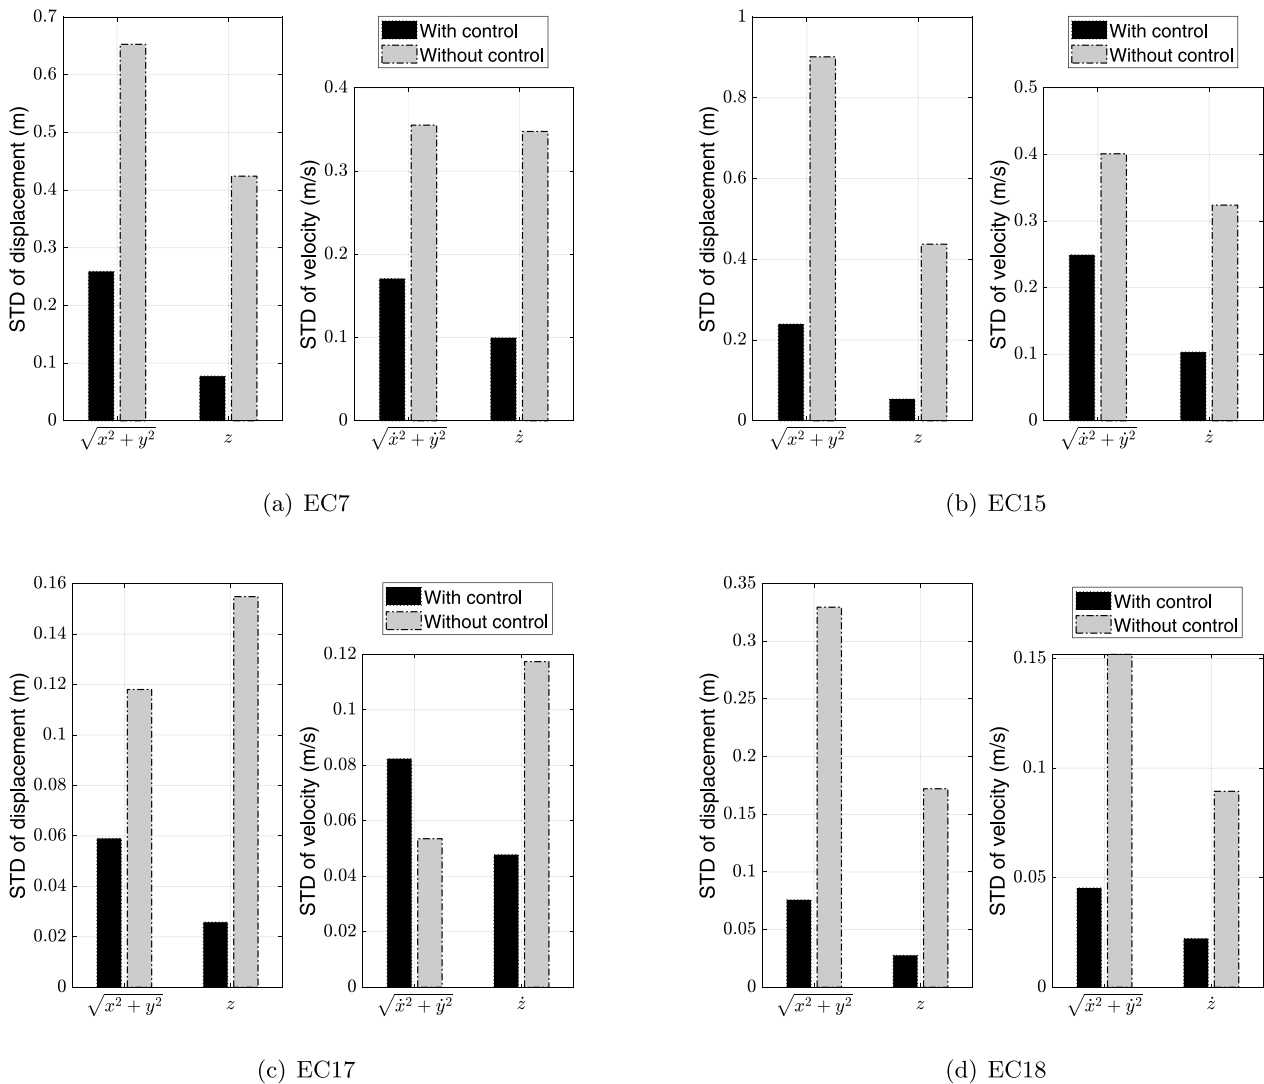 STD of displacement (m)
0.7
0.6
0.5
0.4
0.3
0.2
0.1
0
√x² + y²
z
With control
Without control
STD of velocity (m/s)
0.4
0.3
0.2
0.1
0
√ẋ² + ẏ²
ż
(a) EC7
STD of displacement (m)
1
0.8
0.6
0.4
0.2
0
√x² + y²
z
With control
Without control
STD of velocity (m/s)
0.5
0.4
0.3
0.2
0.1
0
√ẋ² + ẏ²
ż
(b) EC15
STD of displacement (m)
0.16
0.14
0.12
0.1
0.08
0.06
0.04
0.02
0
√x² + y²
z
With control
Without control
STD of velocity (m/s)
0.12
0.1
0.08
0.06
0.04
0.02
0
√ẋ² + ẏ²
ż
(c) EC17
STD of displacement (m)
0.35
0.3
0.25
0.2
0.15
0.1
0.05
0
√x² + y²
z
With control
Without control
STD of velocity (m/s)
0.15
0.1
0.05
0
√ẋ² + ẏ²
ż
(d) EC18